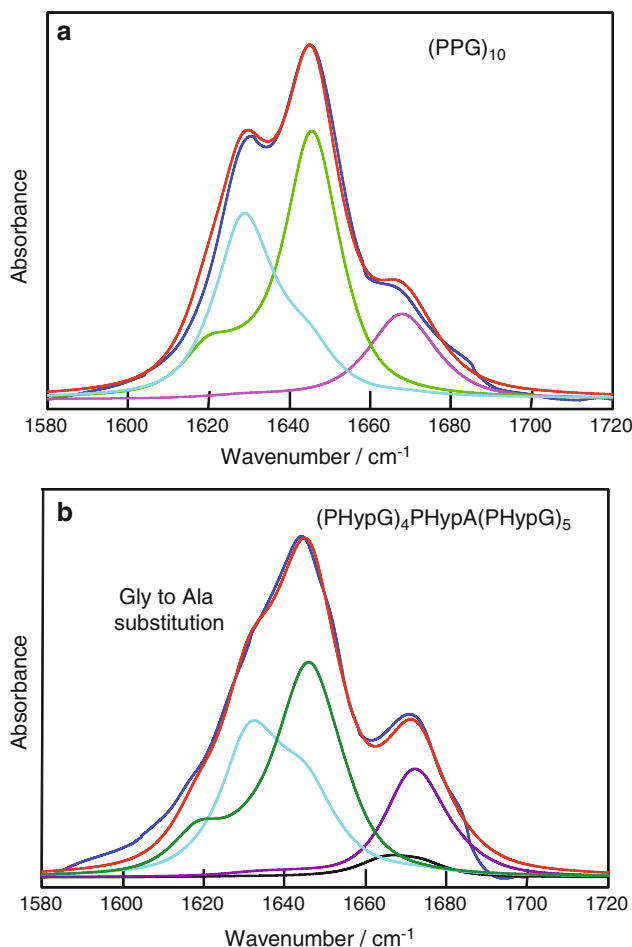 a
(PPG)10
Absorbance
1580 1600 1620 1640 1660 1680 1700 1720
Wavenumber / cm-1
b
(PHypG)4PHypA(PHypG)5
Gly to Ala
substitution
Absorbance
1580 1600 1620 1640 1660 1680 1700 1720
Wavenumber / cm-1